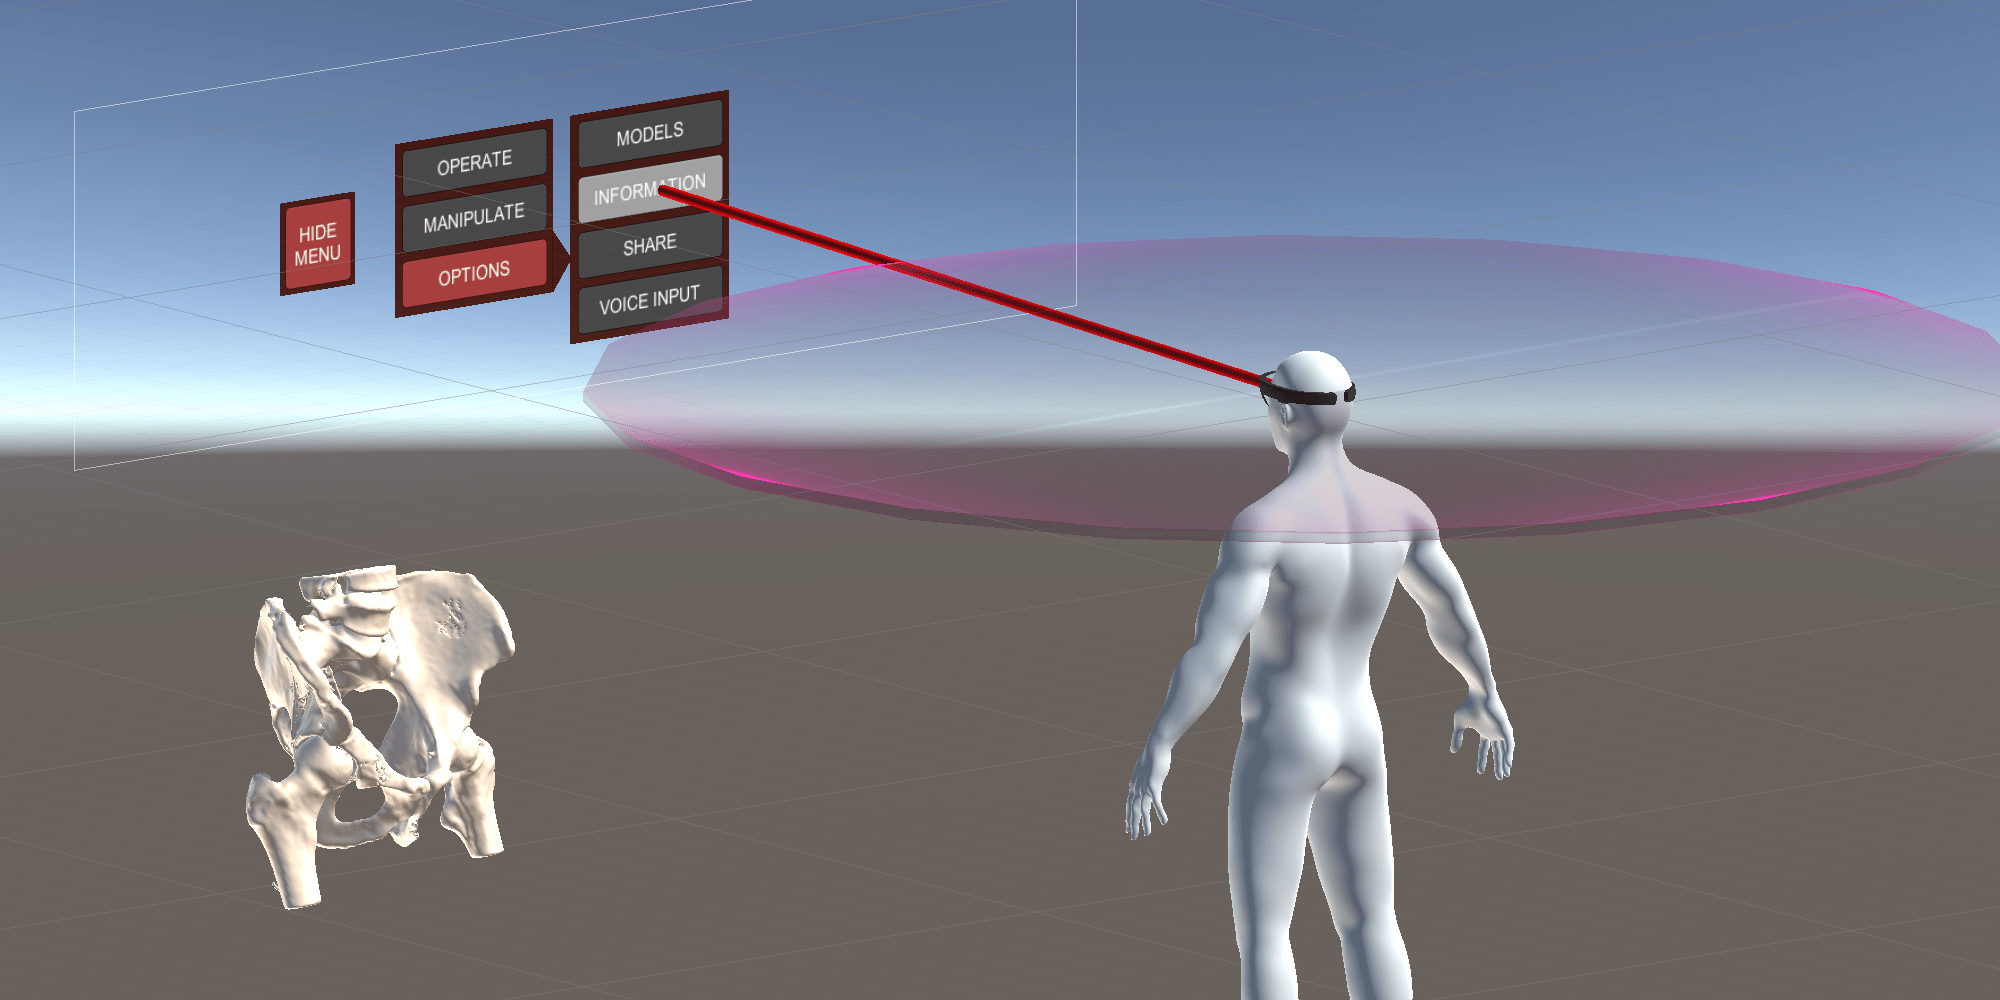 HIDE
MENU
OPERATE
MANIPULATE
OPTIONS
MODELS
INFORMATION
SHARE
VOICE INPUT